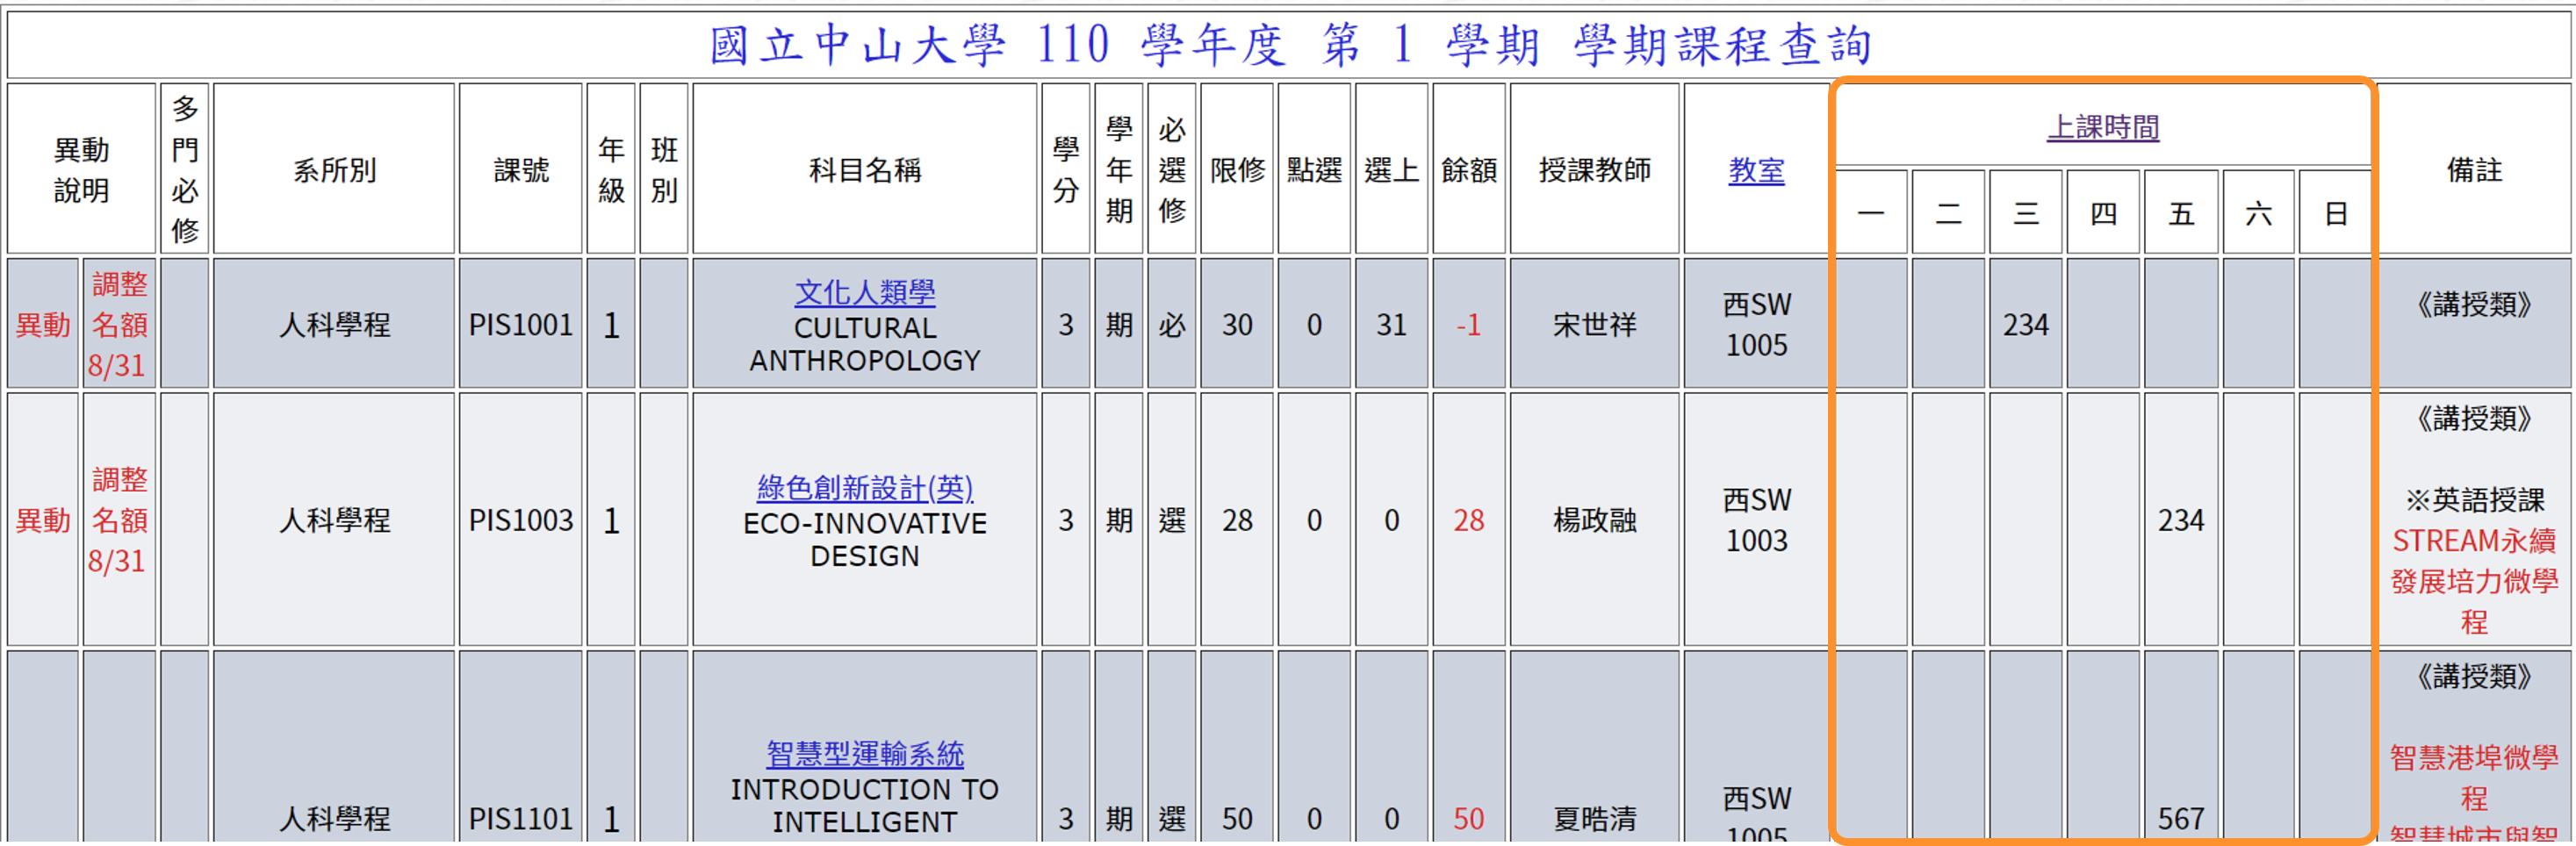 國立中山大學 110 學年度 第 1 學期 學期課程查詢
異動
說明
多
門
必
修
系所別
課號
年
級
班
別
科目名稱
學
分
學
年
期
必
選
修
限修
點選
選上
餘額
授課教師
教室
上課時間
一
二
三
四
五
六
日
備註
異動
調整
名額
8/31
人科學程
PIS1001
1
文化人類學
CULTURAL
ANTHROPOLOGY
3
期
必
30
0
31
-1
宋世祥
西SW
1005
234
《講授類》
異動
調整
名額
8/31
人科學程
PIS1003
1
綠色創新設計(英)
ECO-INNOVATIVE
DESIGN
3
期
選
28
0
0
28
楊政融
西SW
1003
234
《講授類》
※英語授課
STREAM永續
發展培力微學
程
人科學程
PIS1101
1
智慧型運輸系統
INTRODUCTION TO
INTELLIGENT
3
期
選
50
0
0
50
夏晧清
西SW
1005
567
《講授類》
智慧港埠微學
程
智慧城市與智